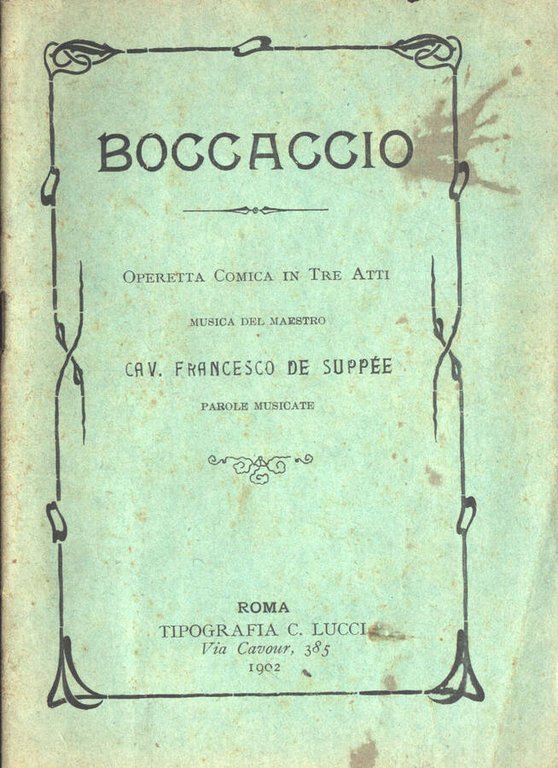 BOCCACCIO
OPERETTA COMICA IN TRE ATTI
MUSICA DEL MAESTRO
CAV. FRANCESCO DE SUPPÉE
PAROLE MUSICATE
ROMA
TIPOGRAFIA C. LUCCI
Via Cavour, 385
1902